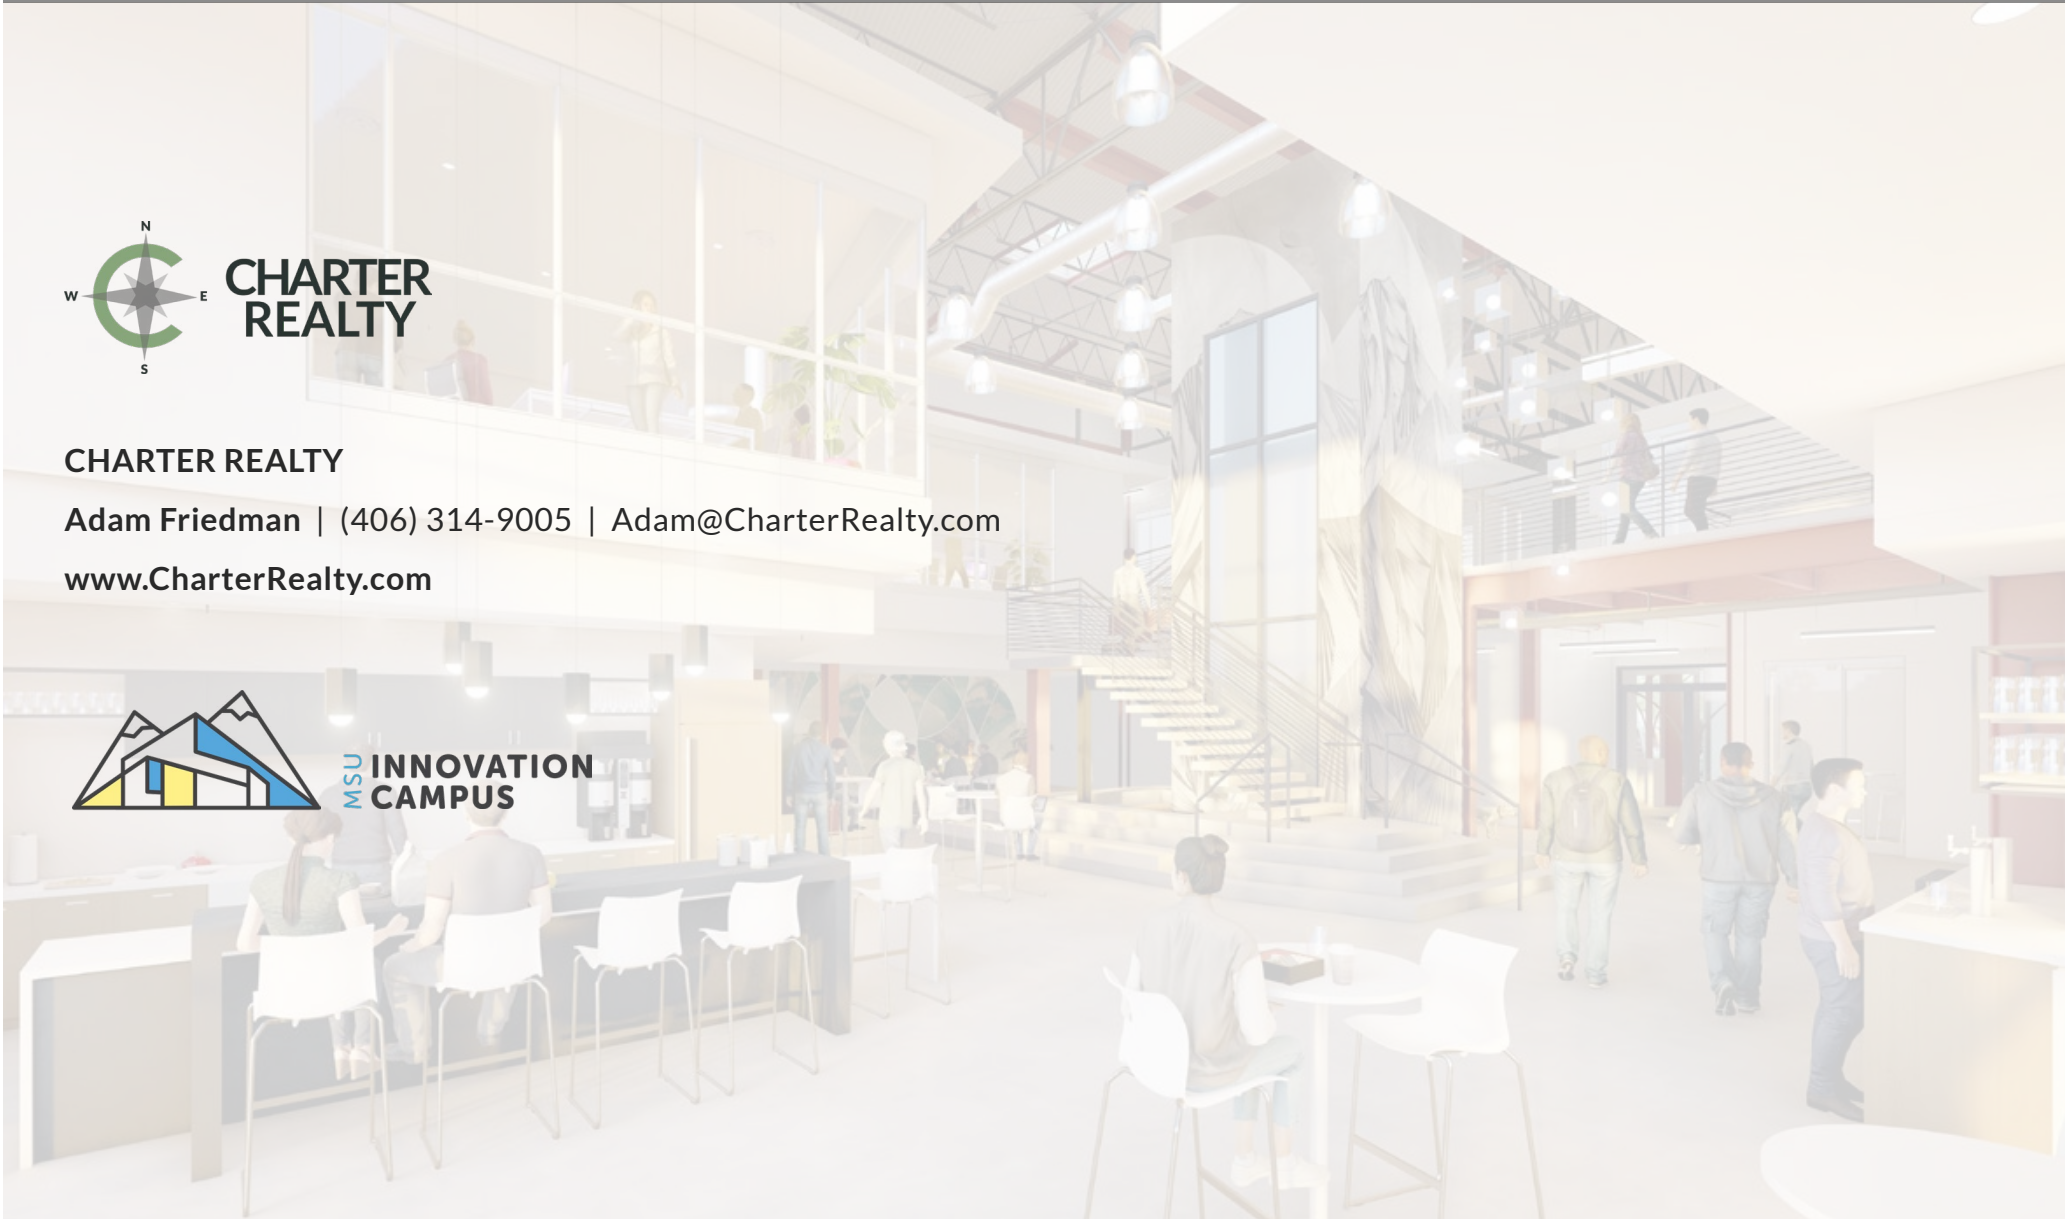 N
W E
S
CHARTER
REALTY
CHARTER REALTY
Adam Friedman | (406) 314-9005 | Adam@CharterRealty.com
www.CharterRealty.com
MSU INNOVATION
CAMPUS